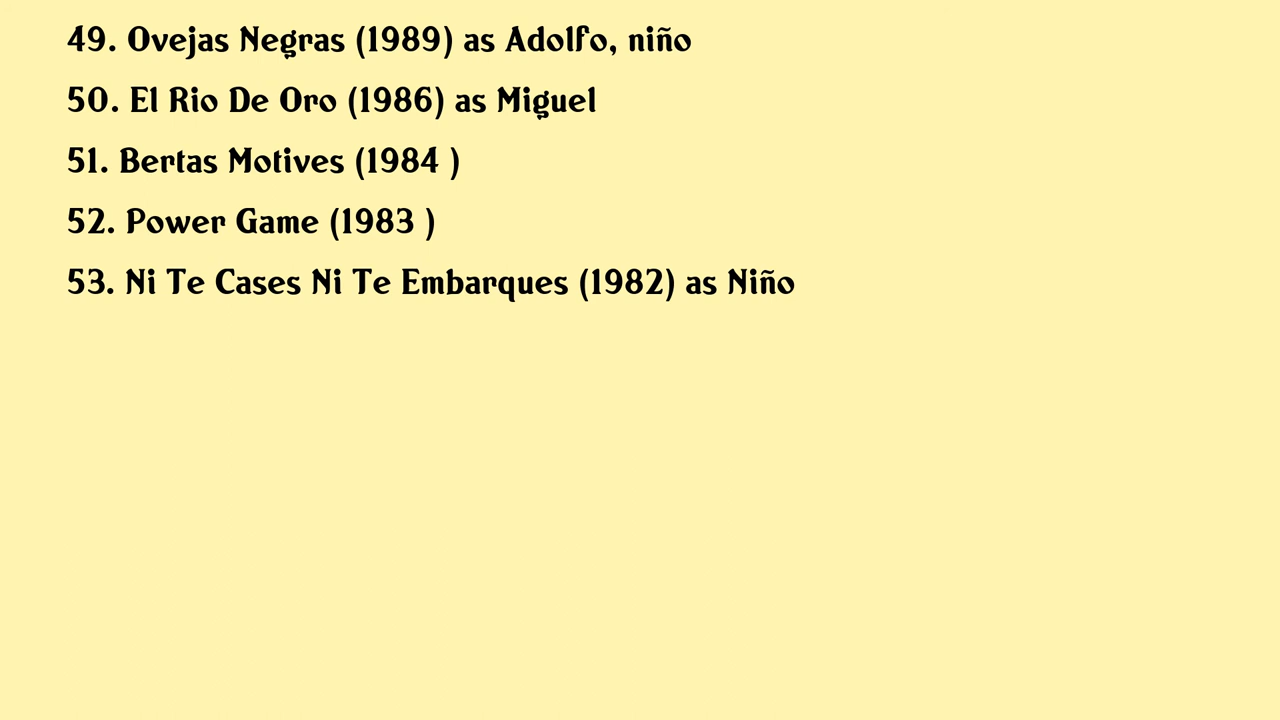 49. Ovejas Negras (1989) as Adolfo, niño
50. El Rio De Oro (1986) as Miguel
51. Bertas Motives (1984 )
52. Power Game (1983 )
53. Ni Te Cases Ni Te Embarques (1982) as Niño